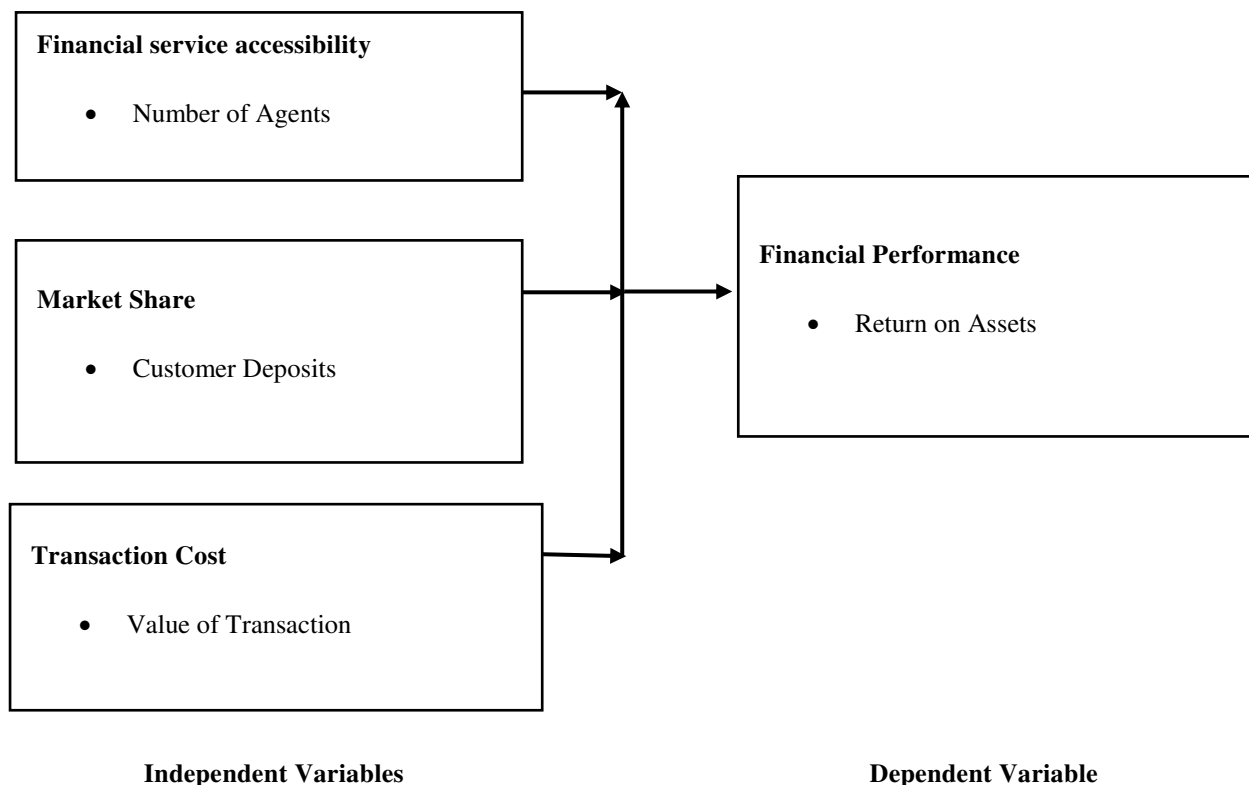 Financial service accessibility
• Number of Agents
Market Share
• Customer Deposits
Transaction Cost
• Value of Transaction
Financial Performance
• Return on Assets
Independent Variables
Dependent Variable